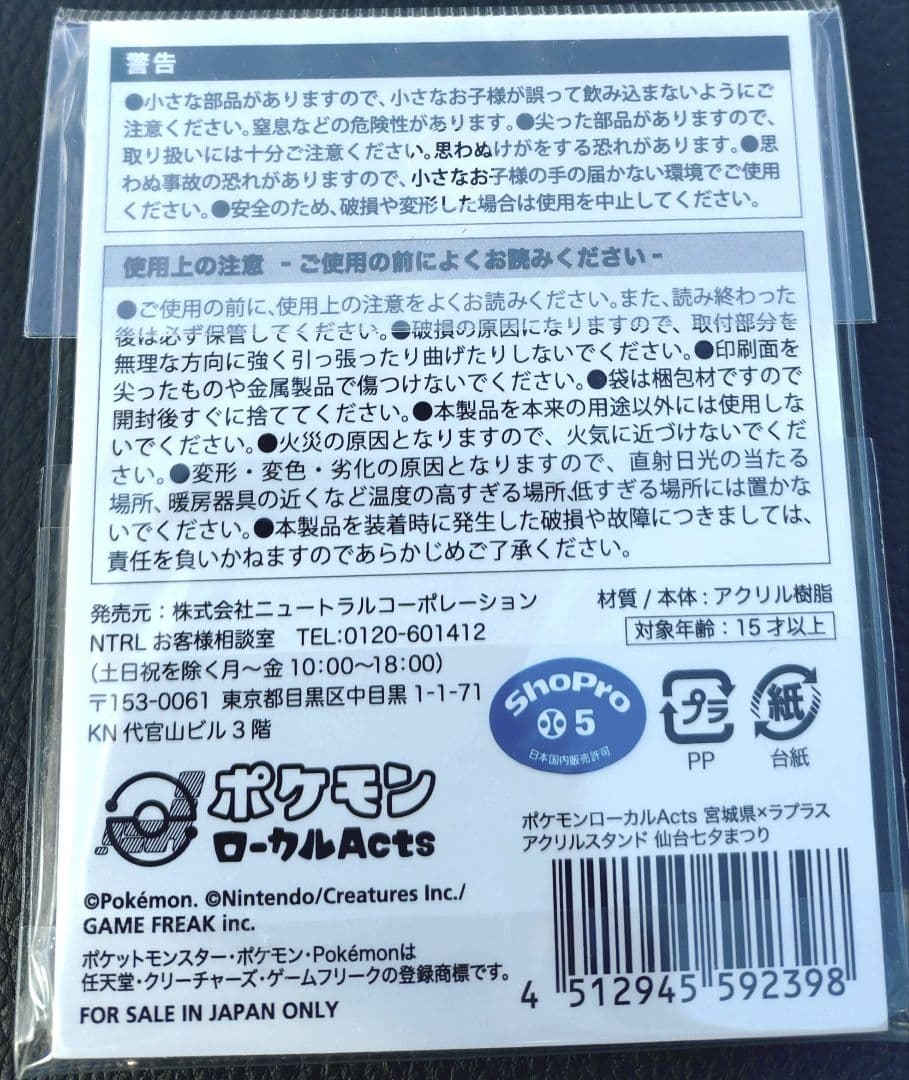 警告
●小さな部品がありますので、小さなお子様が誤って飲み込まないようにご
注意ください。窒息などの危険性があります。●尖った部品がありますので、
取り扱いには十分ご注意ください。思わぬけがをする恐れがあります。●思
わぬ事故の恐れがありますので、小さなお子様の手の届かない環境でご使用
ください。●安全のため、破損や変形した場合は使用を中止してください。
使用上の注意 - ご使用の前によくお読みください -
●ご使用の前に、使用上の注意をよくお読みください。また、読み終わった
後は必ず保管してください。●破損の原因になりますので、取付部分を
無理な方向に強く引っ張ったり曲げたりしないでください。●印刷面を
尖ったものや金属製品で傷つけないでください。●袋は梱包材ですので
開封後すぐに捨ててください。●本製品を本来の用途以外には使用しな
いでください。●火災の原因となりますので、火気に近づけないでくだ
さい。●変形・変色・劣化の原因となりますので、直射日光の当たる
場所、暖房器具の近くなど温度の高すぎる場所、低すぎる場所には置かな
いでください。●本製品を装着時に発生した破損や故障につきましては、
責任を負いかねますのであらかじめご了承ください。
発売元：株式会社ニュートラルコーポレーション
NTRL お客様相談室 TEL:0120-601412
(土日祝を除く月～金 10:00～18:00)
〒153-0061 東京都目黒区中目黒 1-1-71
KN 代官山ビル 3 階
材質 / 本体 : アクリル樹脂
対象年齢：15 才以上
ShoPro
5
日本国内販売許可
プラ
PP
紙
台紙
ポケモン
ローカルActs
ポケモンローカルActs 宮城県×ラプラス
アクリルスタンド 仙台七夕まつり
©Pokémon. ©Nintendo/Creatures Inc./
GAME FREAK inc.
ポケットモンスター・ポケモン・Pokémonは
任天堂・クリーチャーズ・ゲームフリークの登録商標です。
FOR SALE IN JAPAN ONLY
4 512945 592398